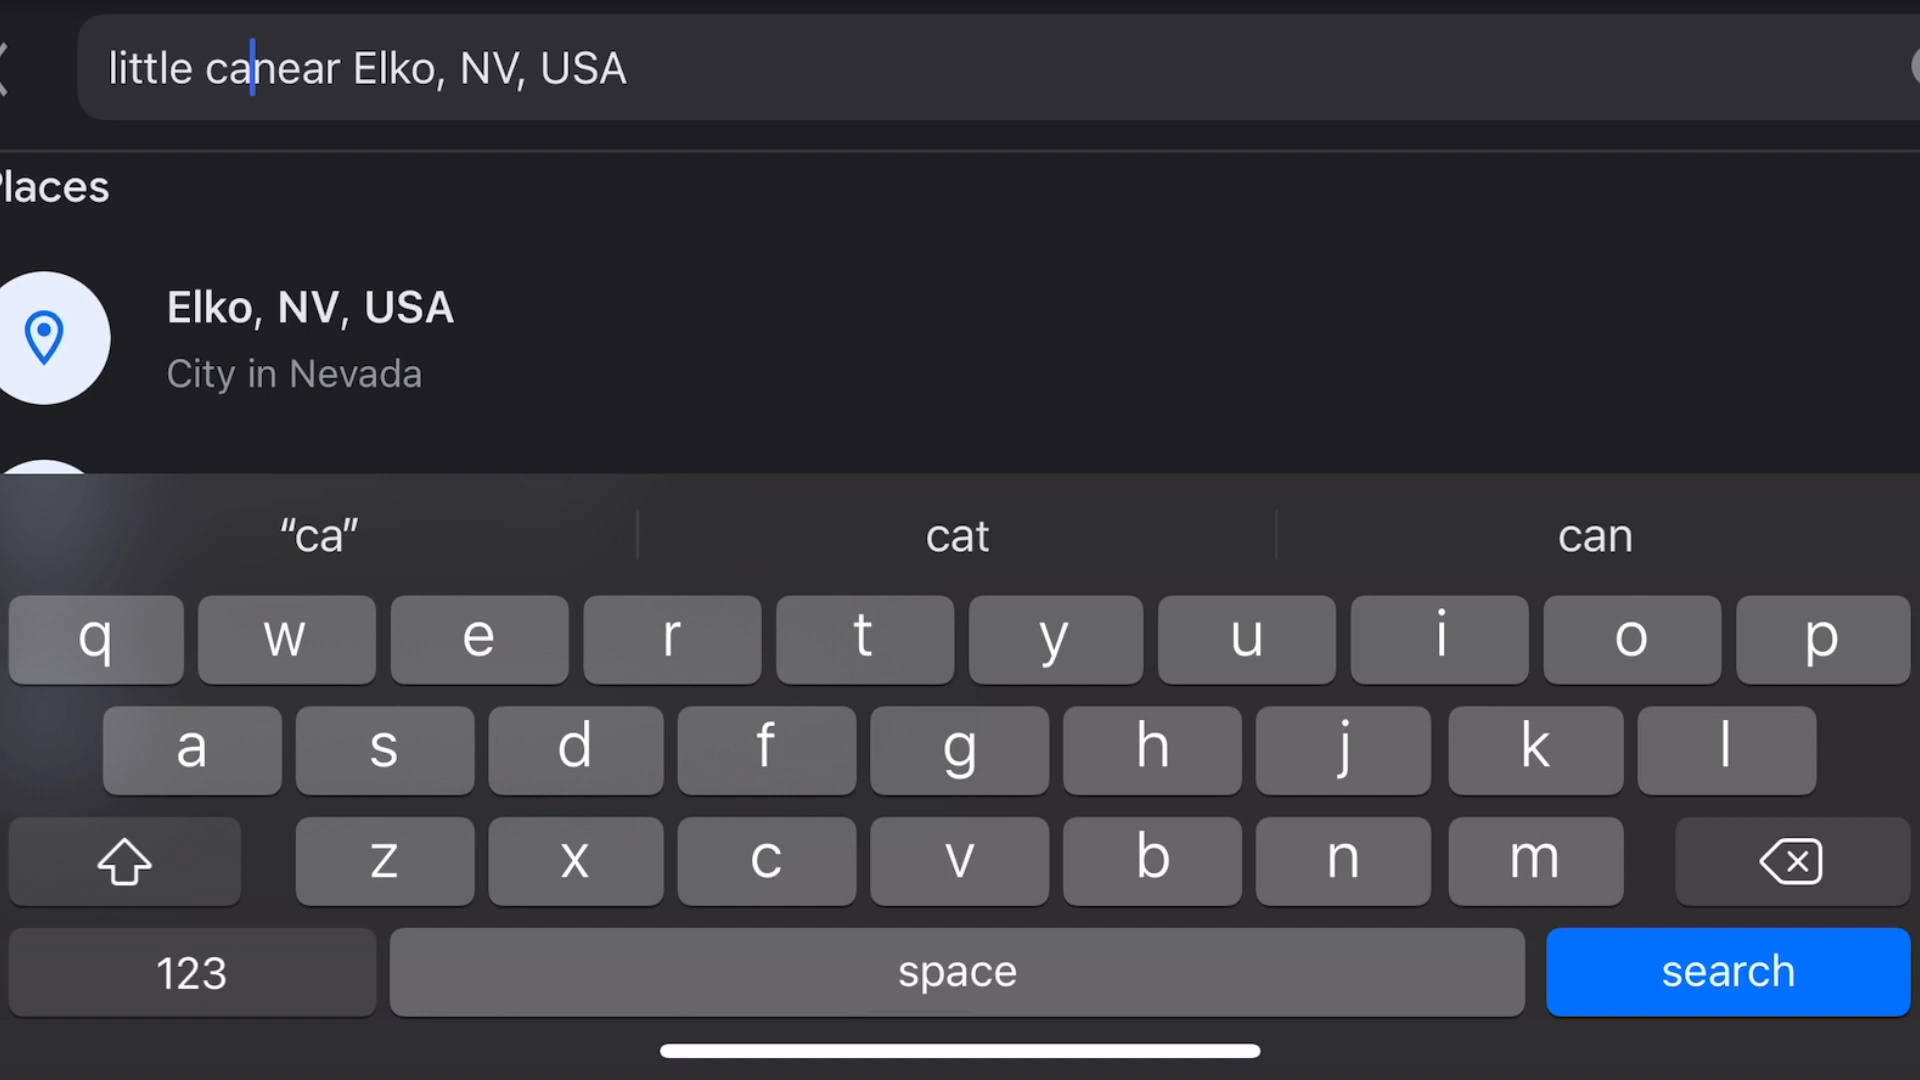 little canear Elko, NV, USA
Places
Elko, NV, USA
City in Nevada
“ca” cat can
q w e r t y u i o p
a s d f g h j k l
z x c v b n m
123 space search